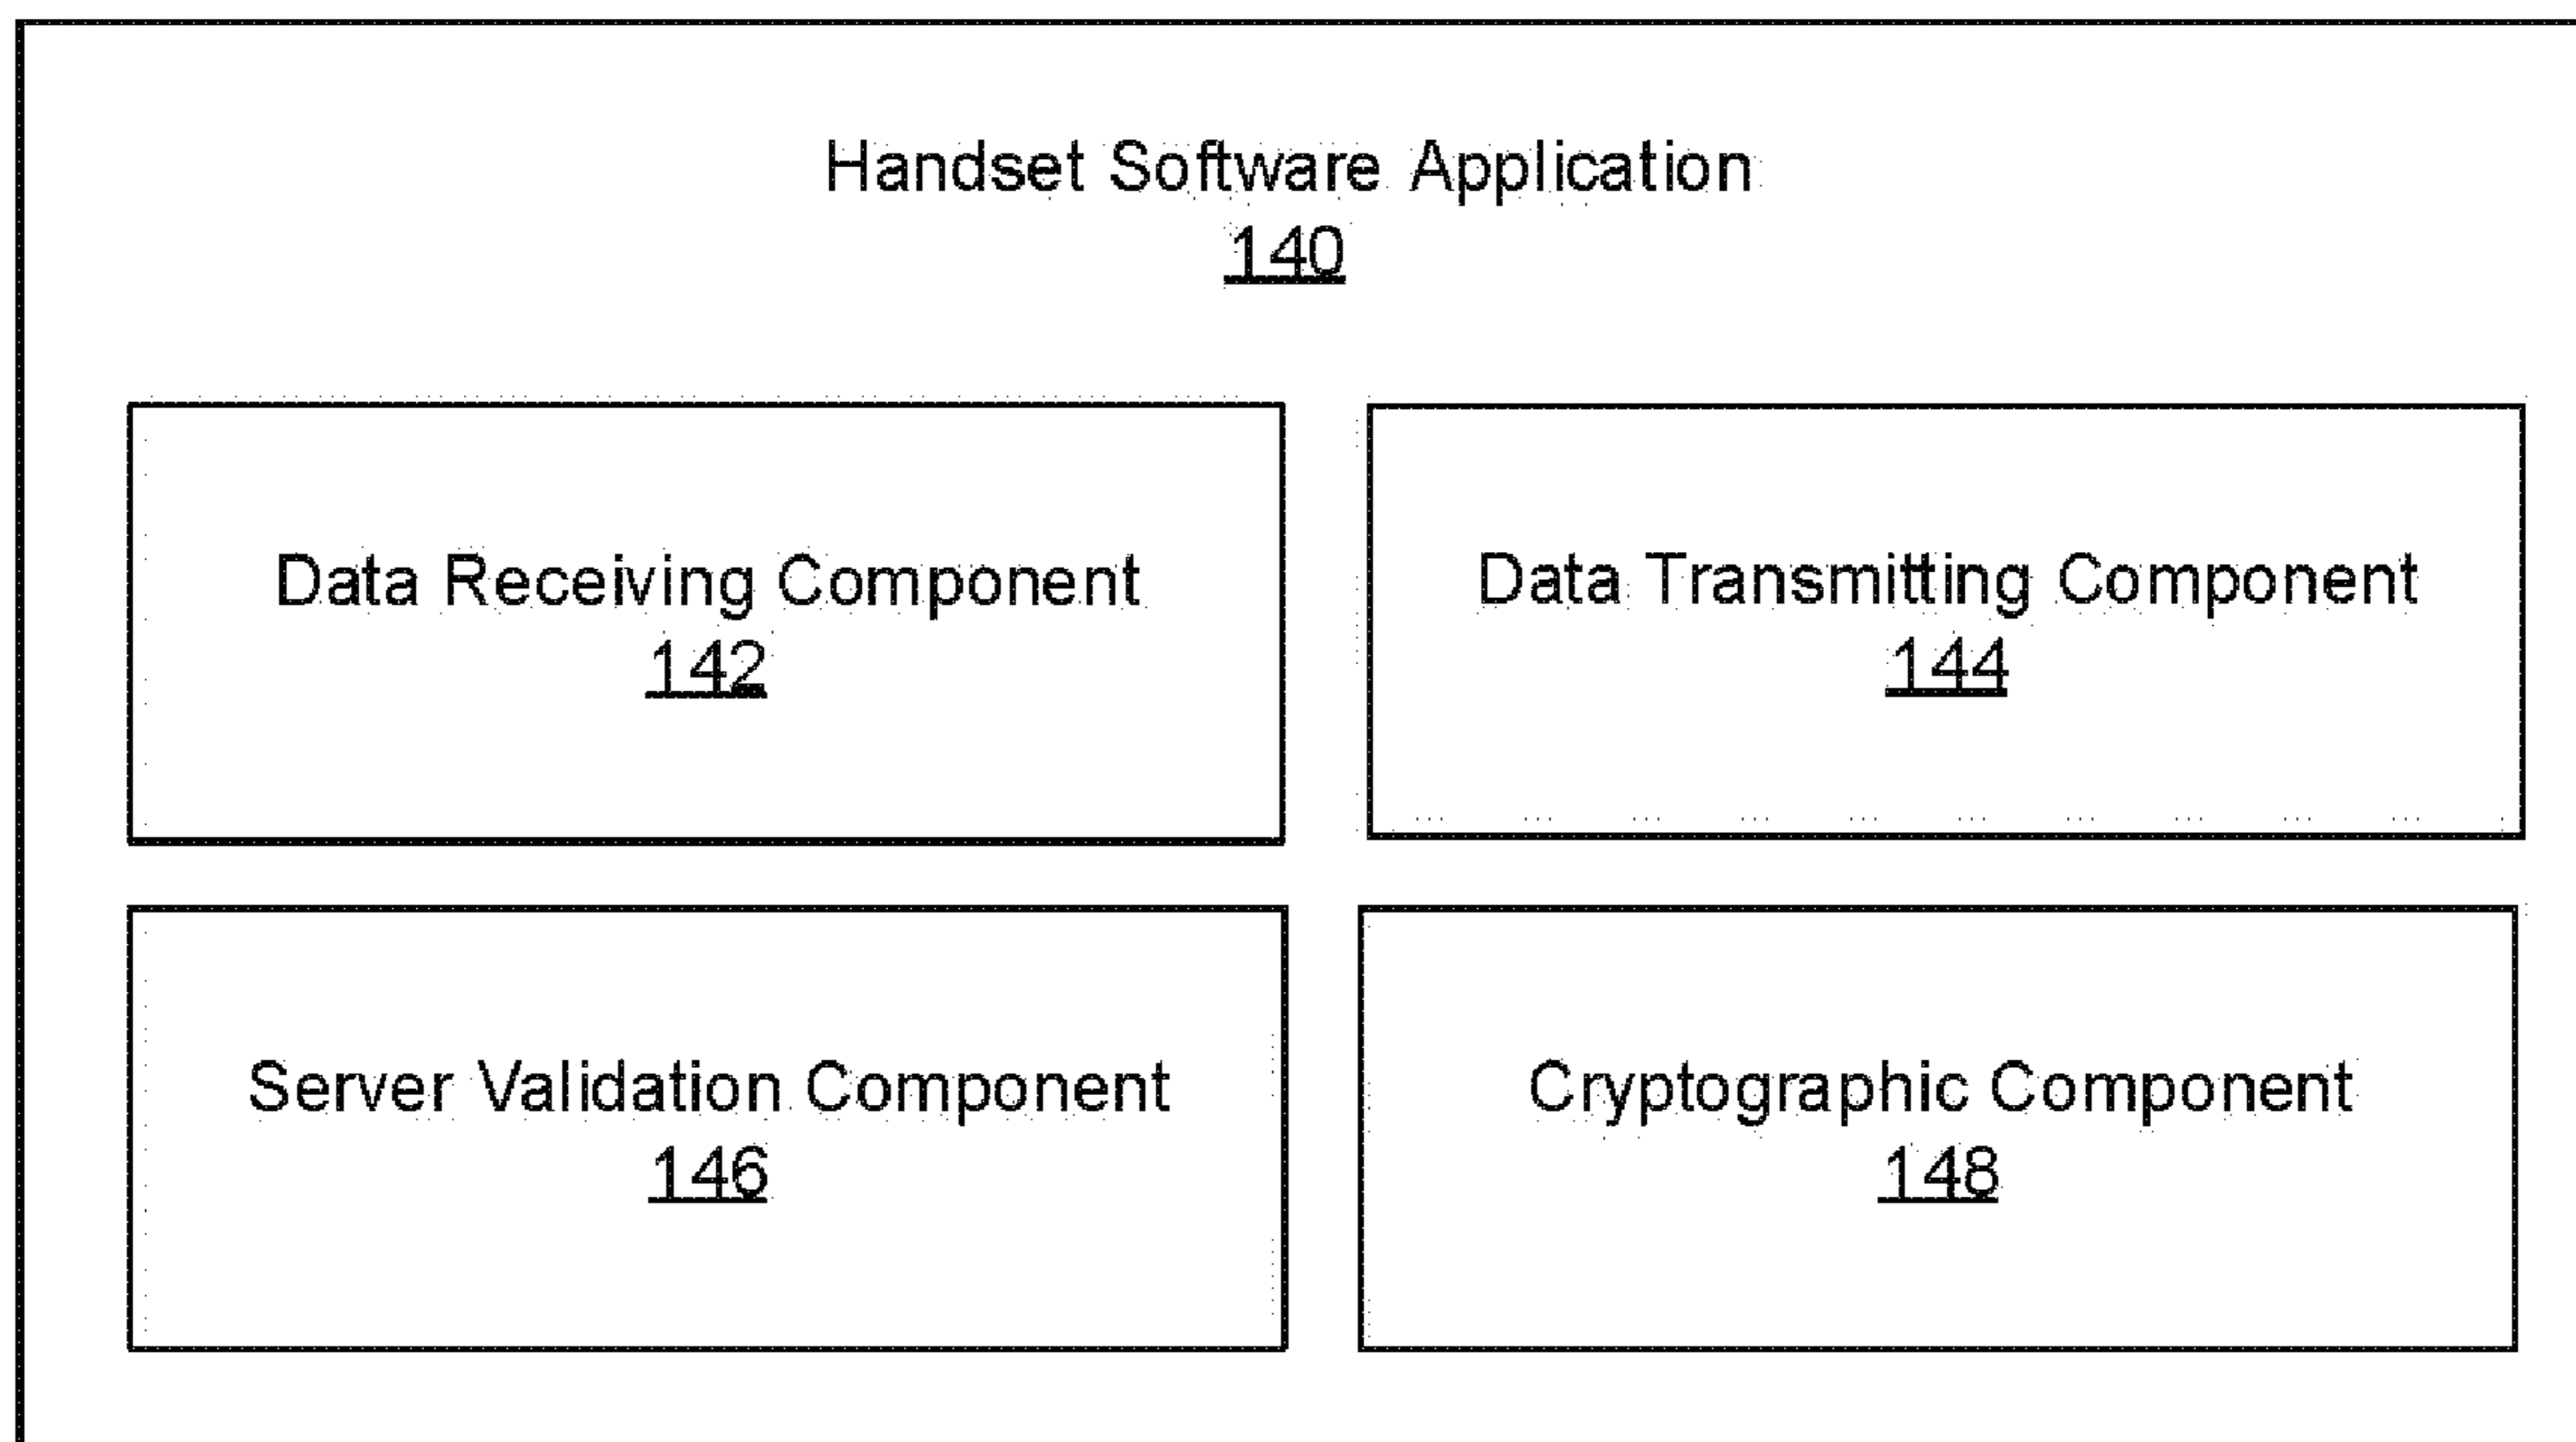 Handset Software Application
140
Data Receiving Component
142
Data Transmitting Component
144
Server Validation Component
146
Cryptographic Component
148